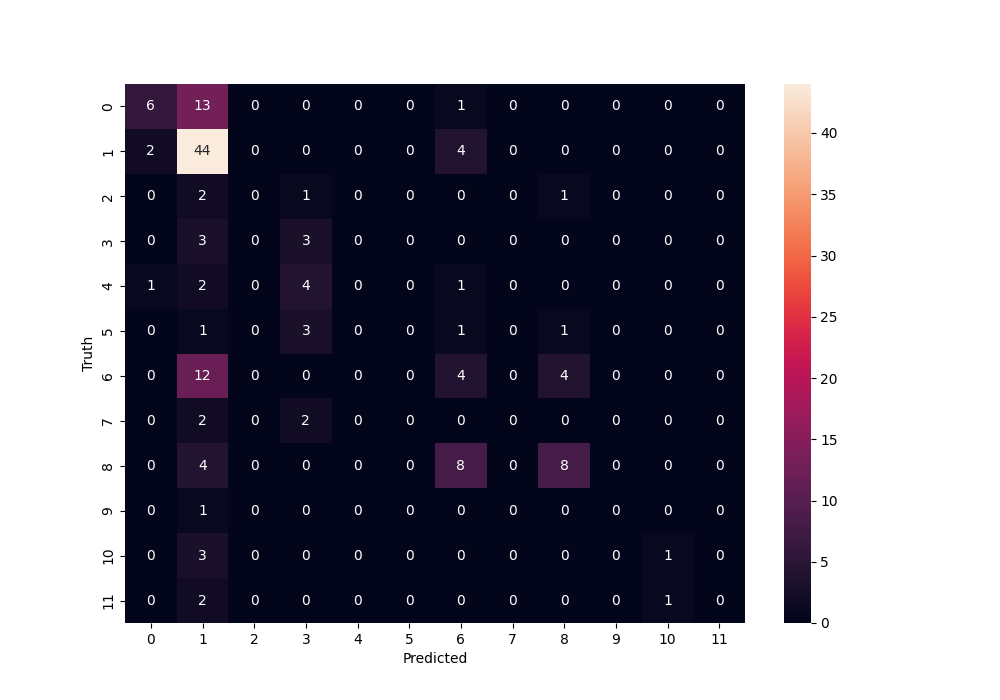 0 6 13 0 0 0 0 1 0 0 0 0 0
1 2 44 0 0 0 0 4 0 0 0 0 0
2 0 2 0 1 0 0 0 0 1 0 0 0
3 0 3 0 3 0 0 0 0 0 0 0 0
4 1 2 0 4 0 0 1 0 0 0 0 0
5 0 1 0 3 0 0 1 0 1 0 0 0
6 0 12 0 0 0 0 4 0 4 0 0 0
7 0 2 0 2 0 0 0 0 0 0 0 0
8 0 4 0 0 0 0 8 0 8 0 0 0
9 0 1 0 0 0 0 0 0 0 0 0 0
10 0 3 0 0 0 0 0 0 0 0 1 0
11 0 2 0 0 0 0 0 0 0 0 1 0
0 1 2 3 4 5 6 7 8 9 10 11
Predicted
Truth
40
35
30
25
20
15
10
5
0